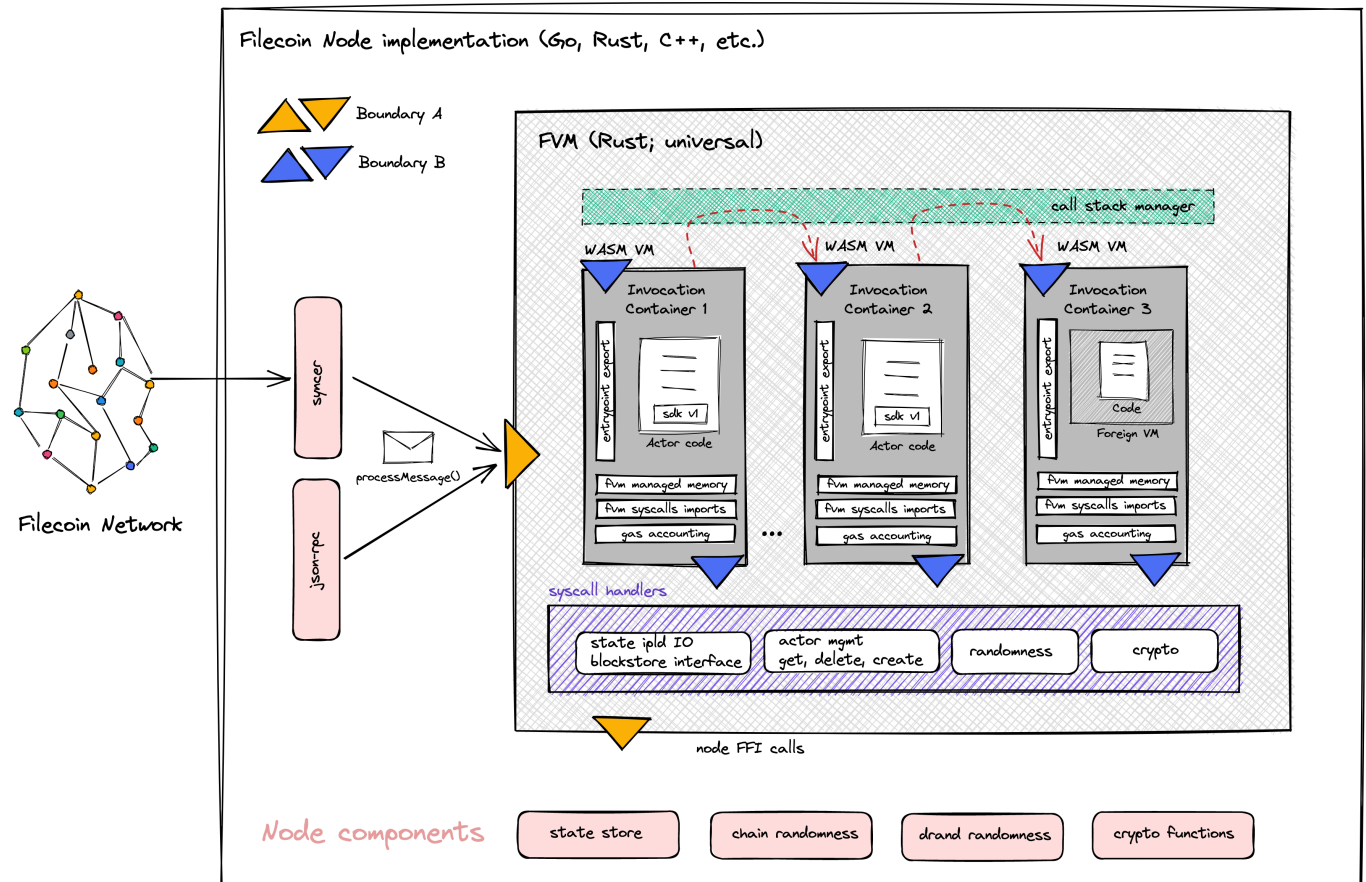 Filecoin Node implementation (Go, Rust, C++, etc.)
Boundary A
Boundary B
FVM (Rust; universal)
call stack manager
WASM VM
WASM VM
WASM VM
Invocation
Container 1
entrypoint export
sdk v1
Actor code
fvm managed memory
fvm syscalls imports
gas accounting
...
Invocation
Container 2
entrypoint export
sdk v1
Actor code
fvm managed memory
fvm syscalls imports
gas accounting
Invocation
Container 3
entrypoint export
Code
Foreign VM
fvm managed memory
fvm syscalls imports
gas accounting
Filecoin Network
syncer
processMessage()
json-rpc
syscall handlers
state ipld IO
blockstore interface
actor mgmt
get, delete, create
randomness
crypto
node FFI calls
Node components
state store
chain randomness
drand randomness
crypto functions